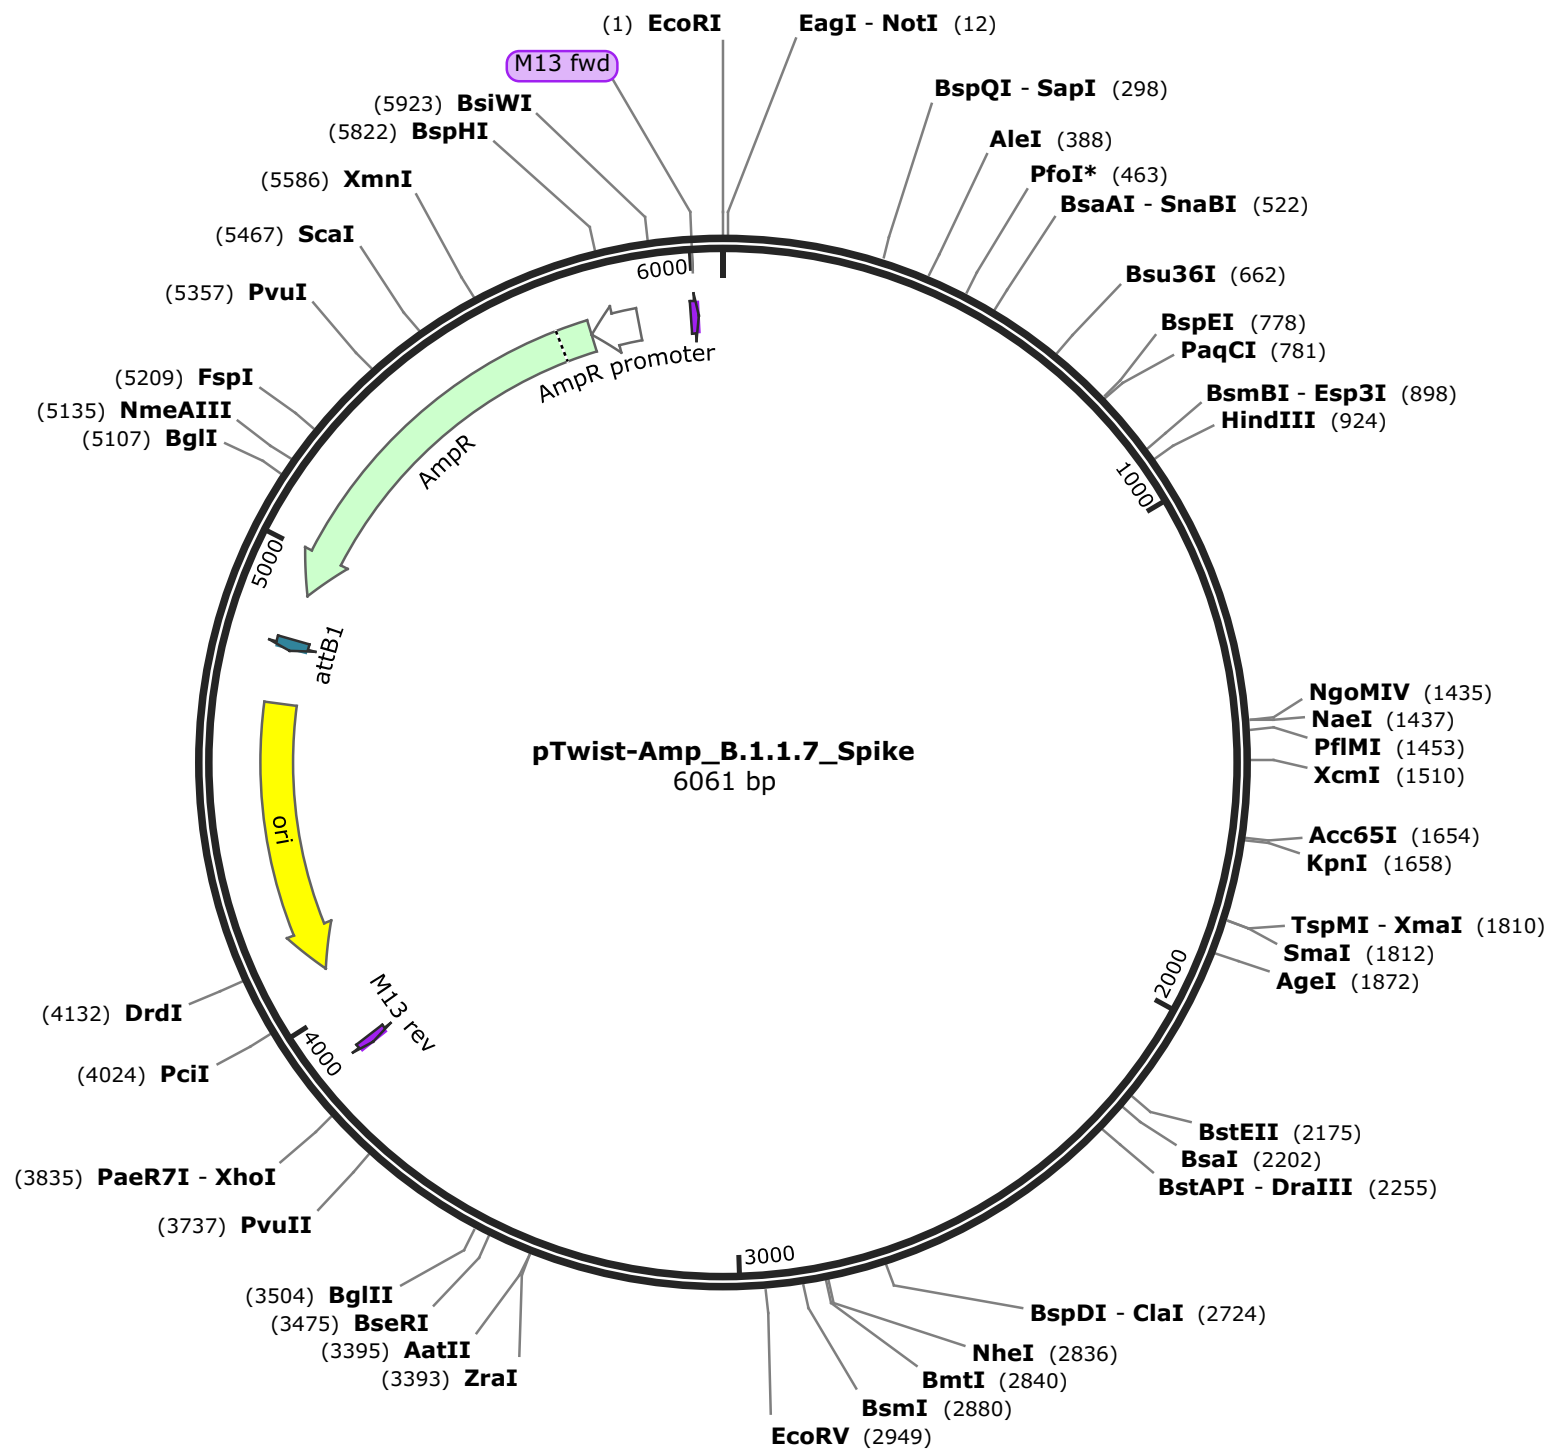 (1) EcoRI
EagI - NotI (12)
M13 fwd
(5923) BsiWI
(5822) BspHI
(5586) XmnI
(5467) ScaI
(5357) PvuI
(5209) FspI
(5135) NmeAIII
(5107) BglI
BspQI - SapI (298)
AleI (388)
PfoI* (463)
BsaAI - SnaBI (522)
Bsu36I (662)
BspEI (778)
PaqCI (781)
BsmBI - Esp3I (898)
HindIII (924)
6000
AmpR promoter
AmpR
1000
5000
attB1
NgoMIV (1435)
NaeI (1437)
PflMI (1453)
XcmI (1510)
pTwist-Amp_B.1.1.7_Spike
6061 bp
ori
Acc65I (1654)
KpnI (1658)
TspMI - XmaI (1810)
SmaI (1812)
AgeI (1872)
2000
M13 rev
4000
(4132) DrdI
(4024) PciI
(3835) PaeR7I - XhoI
(3737) PvuII
BstEII (2175)
BsaI (2202)
BstAPI - DraIII (2255)
3000
(3504) BglII
(3475) BseRI
(3395) AatII
(3393) ZraI
BspDI - ClaI (2724)
NheI (2836)
BmtI (2840)
BsmI (2880)
EcoRV (2949)